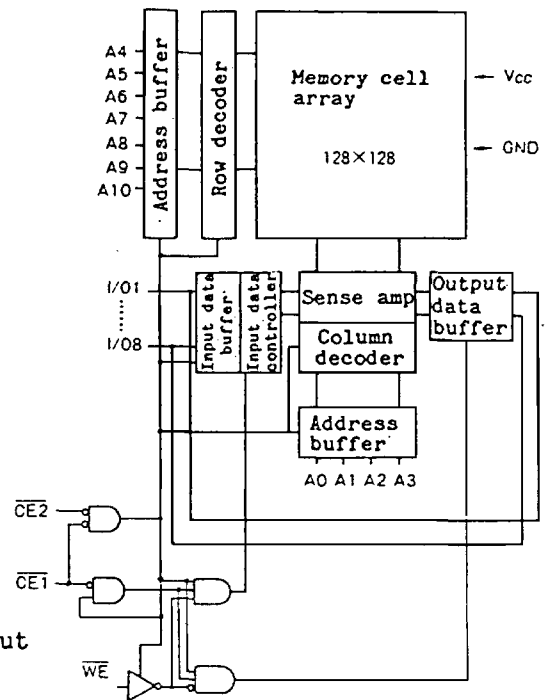 A4
A5
A6
A7
A8
A9
A10
Address buffer
Row decoder
Memory cell
array
128×128
Vcc
GND
I/O1
I/O8
Input data
buffer
Input data
controller
Sense amp
Column
decoder
Output
data
buffer
Address
buffer
A0 A1 A2 A3
CE2
CE1
ut
WE